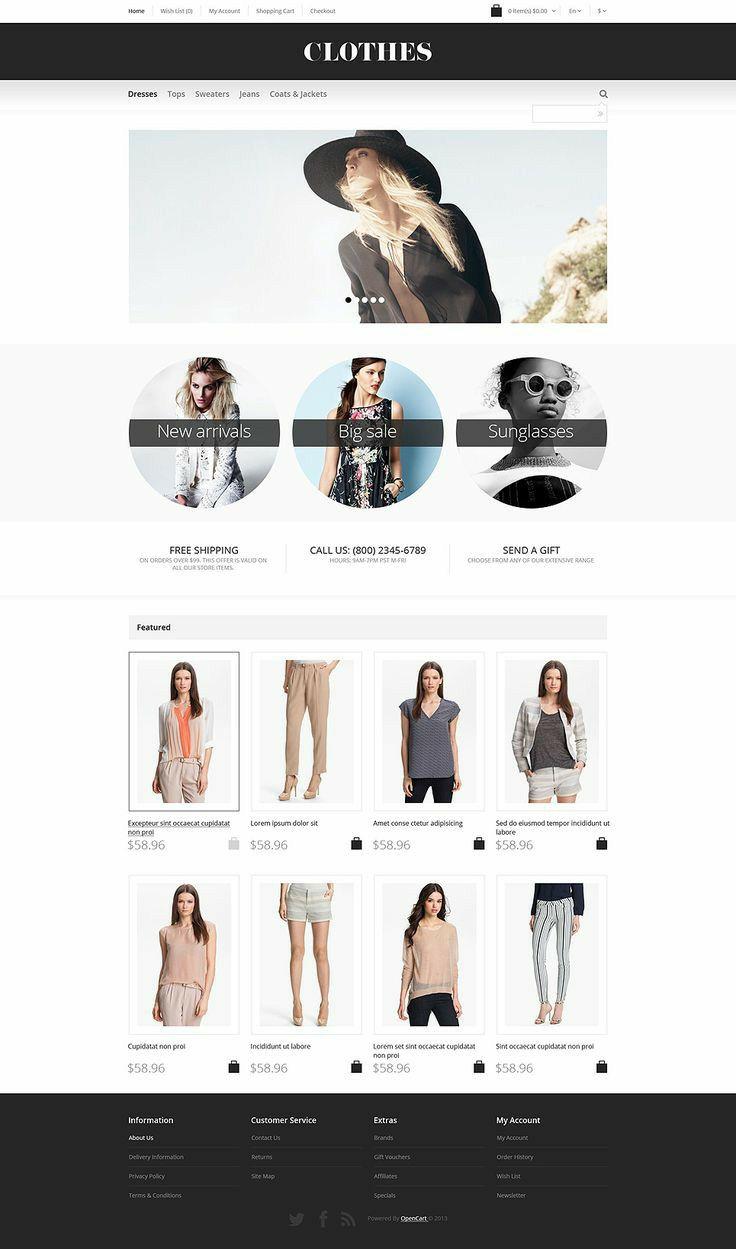 Home Wish List (0) My Account Shopping Cart Checkout 0 item(s) $0.00 En $
CLOTHES
Dresses Tops Sweaters Jeans Coats & Jackets
New arrivals Big sale Sunglasses
FREE SHIPPING CALL US: (800) 2345-6789 SEND A GIFT
ON ORDERS OVER $99. THIS OFFER IS VALID ON HOURS: 9AM-7PM PST M-FRI CHOOSE FROM ANY OF OUR EXTENSIVE RANGE
ALL OUR STORE ITEMS.
Featured
Excepteur sint occaecat cupidatat Lorem ipsum dolor sit Amet conse ctetur adipisicing Sed do eiusmod tempor incididunt ut
non proi labore
$58.96 $58.96 $58.96 $58.96
Cupidatat non proi Incididunt ut labore Lorem set sint occaecat cupidatat Sint occaecat cupidatat non proi
non proi
$58.96 $58.96 $58.96 $58.96
Information Customer Service Extras My Account
About Us Contact Us Brands My Account
Delivery Information Returns Gift Vouchers Order History
Privacy Policy Site Map Affiliates Wish List
Terms & Conditions Specials Newsletter
Powered By OpenCart © 2013